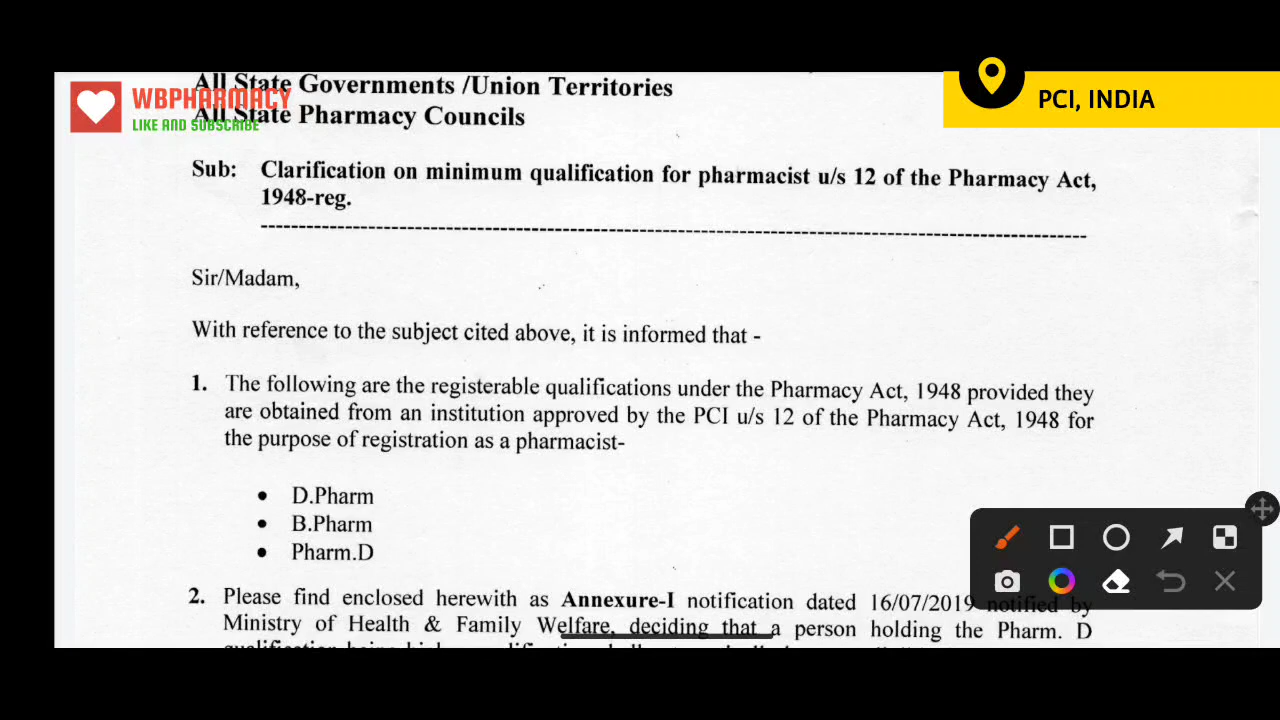 All State Governments /Union Territories
WBPHARMACY
All State Pharmacy Councils
LIKE AND SUBSCRIBE
PCI, INDIA
Sub: Clarification on minimum qualification for pharmacist u/s 12 of the Pharmacy Act,
1948-reg.
Sir/Madam,
With reference to the subject cited above, it is informed that -
1. The following are the registerable qualifications under the Pharmacy Act, 1948 provided they
are obtained from an institution approved by the PCI u/s 12 of the Pharmacy Act, 1948 for
the purpose of registration as a pharmacist-
• D.Pharm
• B.Pharm
• Pharm.D
2. Please find enclosed herewith as Annexure-I notification dated 16/07/2019 notified by
Ministry of Health & Family Welfare, deciding that a person holding the Pharm. D